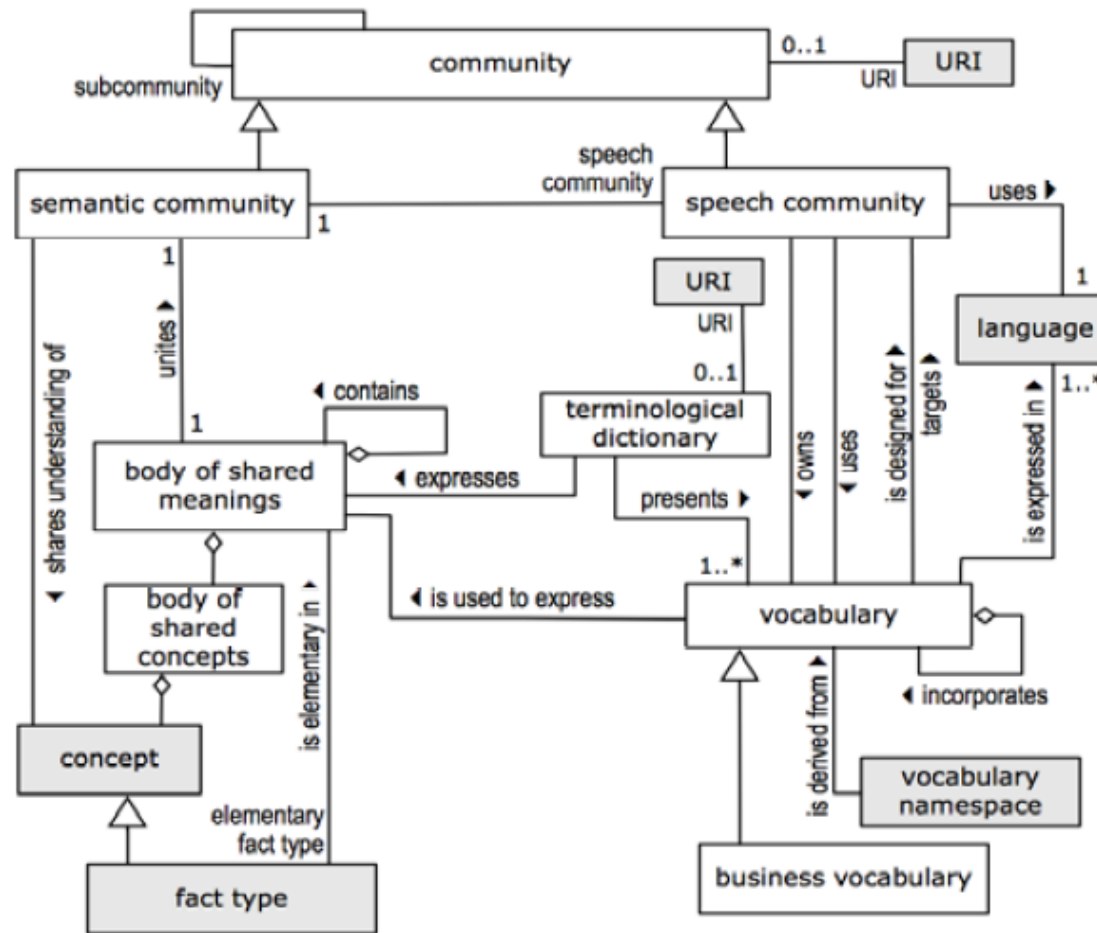 community
0..1
URI
URI
subcommunity
speech
community
semantic community
1
speech community
uses ▶
1
URI
URI
1
language
unites ▶
◀ shares understanding of
◀ contains
0..1
1..*
1
terminological
dictionary
body of shared
meanings
◀ expresses
presents ▶
◀ owns
◀ uses
is designed for ▶
targets ▶
is expressed in ▶
1..*
body of
shared
concepts
is elementary in ▶
◀ is used to express
vocabulary
◀ incorporates
is derived from ▶
concept
vocabulary
namespace
elementary
fact type
fact type
business vocabulary